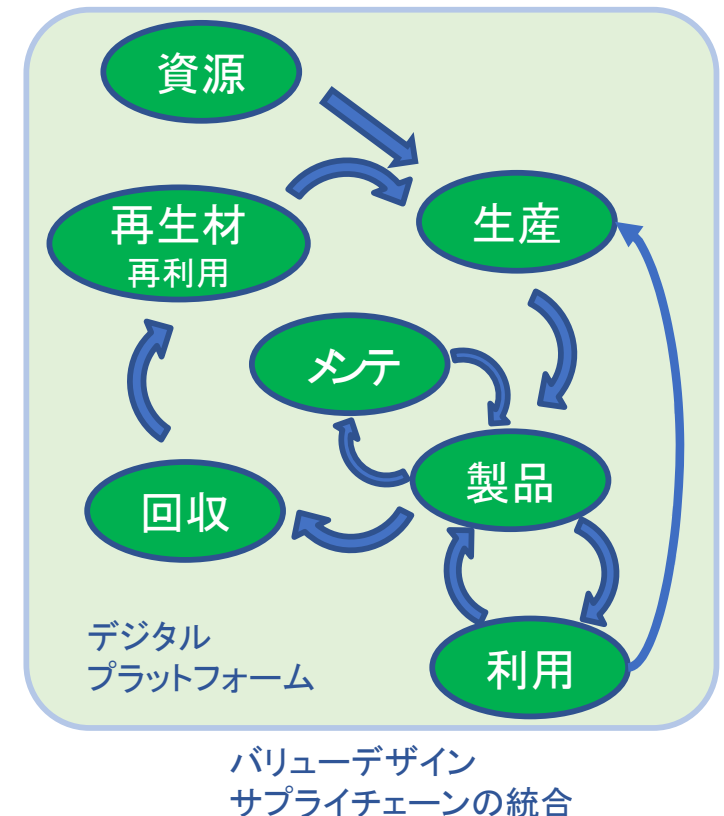 資源
再生材
再利用
生産
メンテ
製品
回収
利用
デジタル
プラットフォーム
バリューデザイン
サプライチェーンの統合